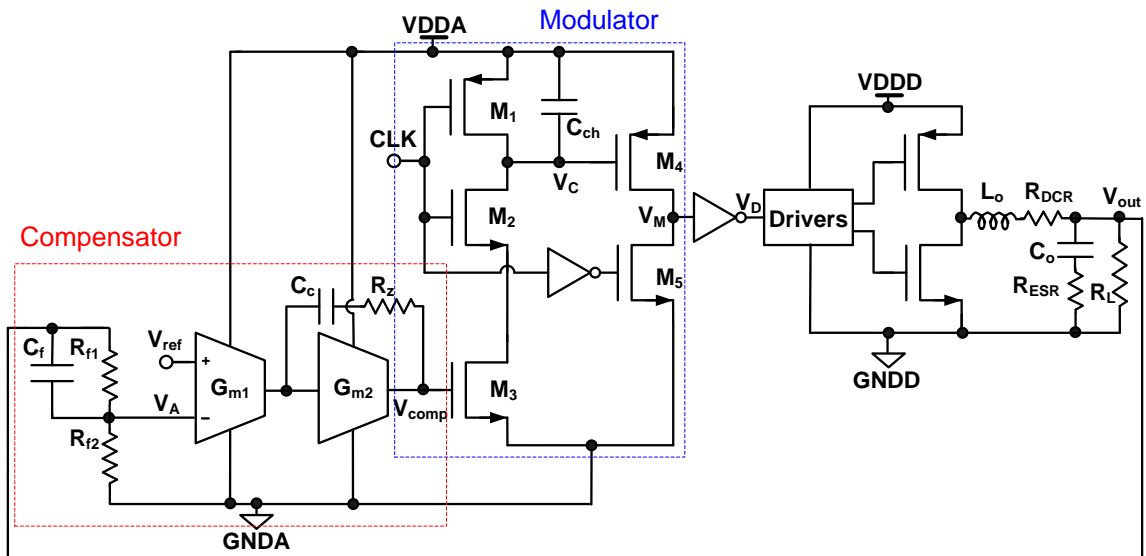 Modulator
VDDA
VDDD
M1
Cch
CLK
M4
VC
M2
VM
VD
Drivers
Lo
RDCR
Vout
Compensator
Co
M5
RESR
RL
Cc
Rz
Vref
Cf
Rf1
+
Gm1
Gm2
M3
GNDD
VA
−
Vcomp
Rf2
GNDA